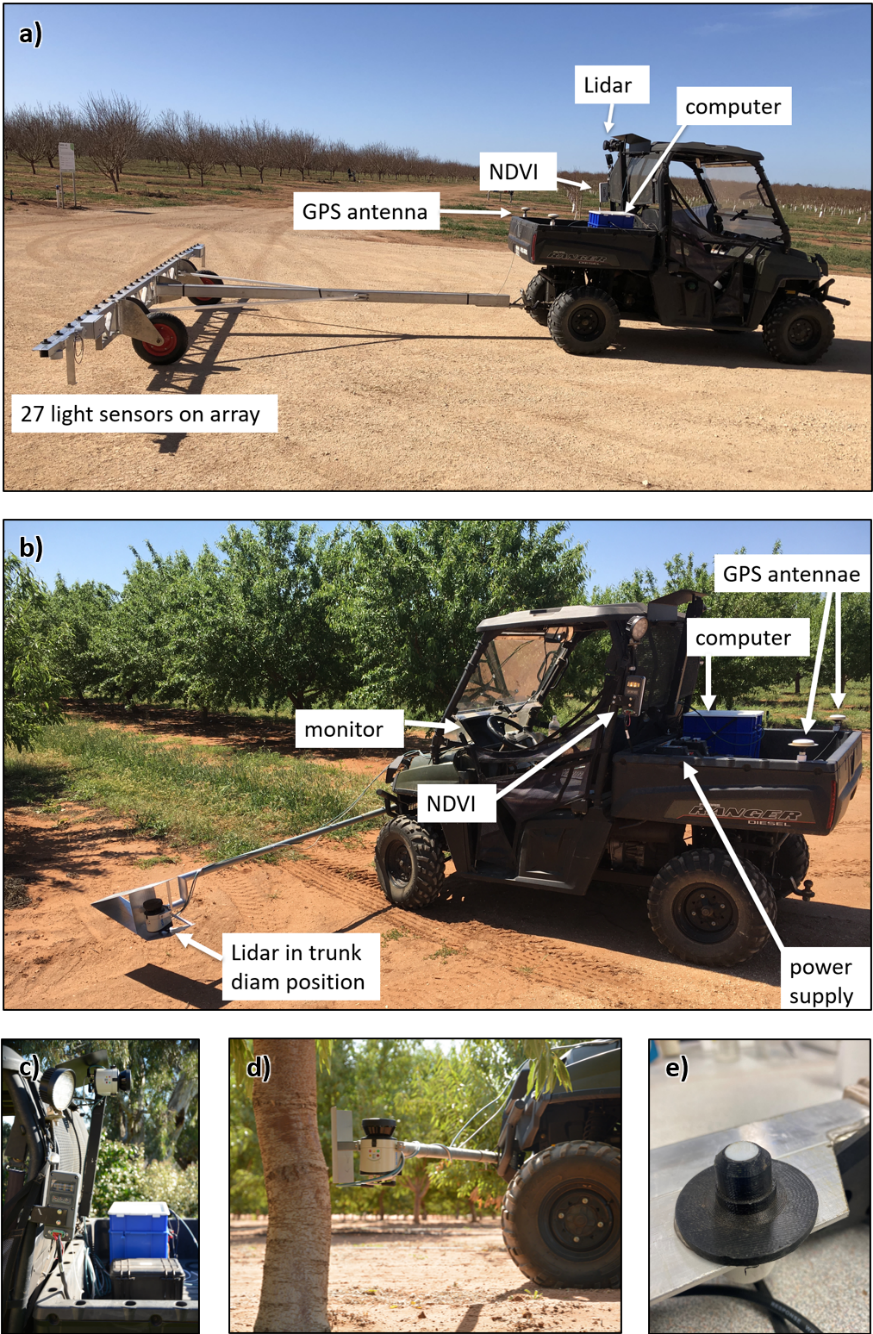 a)
Lidar
computer
NDVI
GPS antenna
RANGER
27 light sensors on array
b)
GPS antennae
computer
monitor
NDVI
RANGER
DIESEL
Lidar in trunk
diam position
power
supply
c)
d)
e)